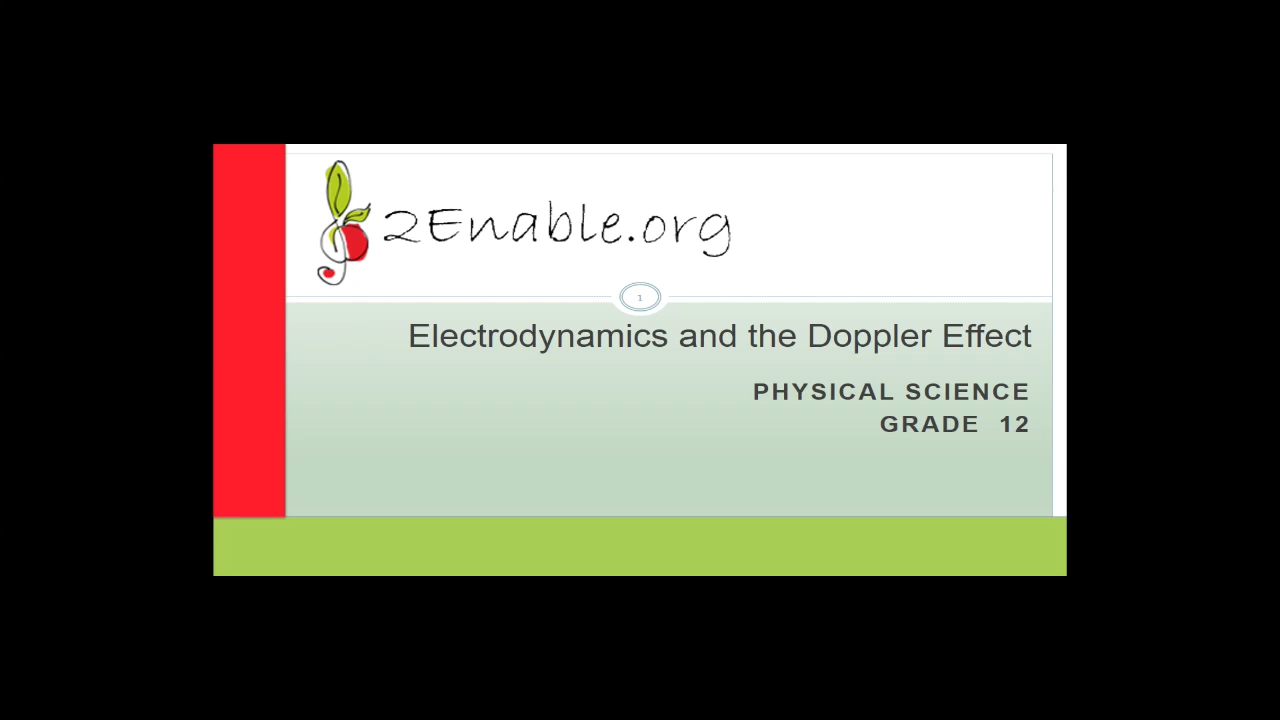 2Enable.org
1
Electrodynamics and the Doppler Effect
PHYSICAL SCIENCE
GRADE 12